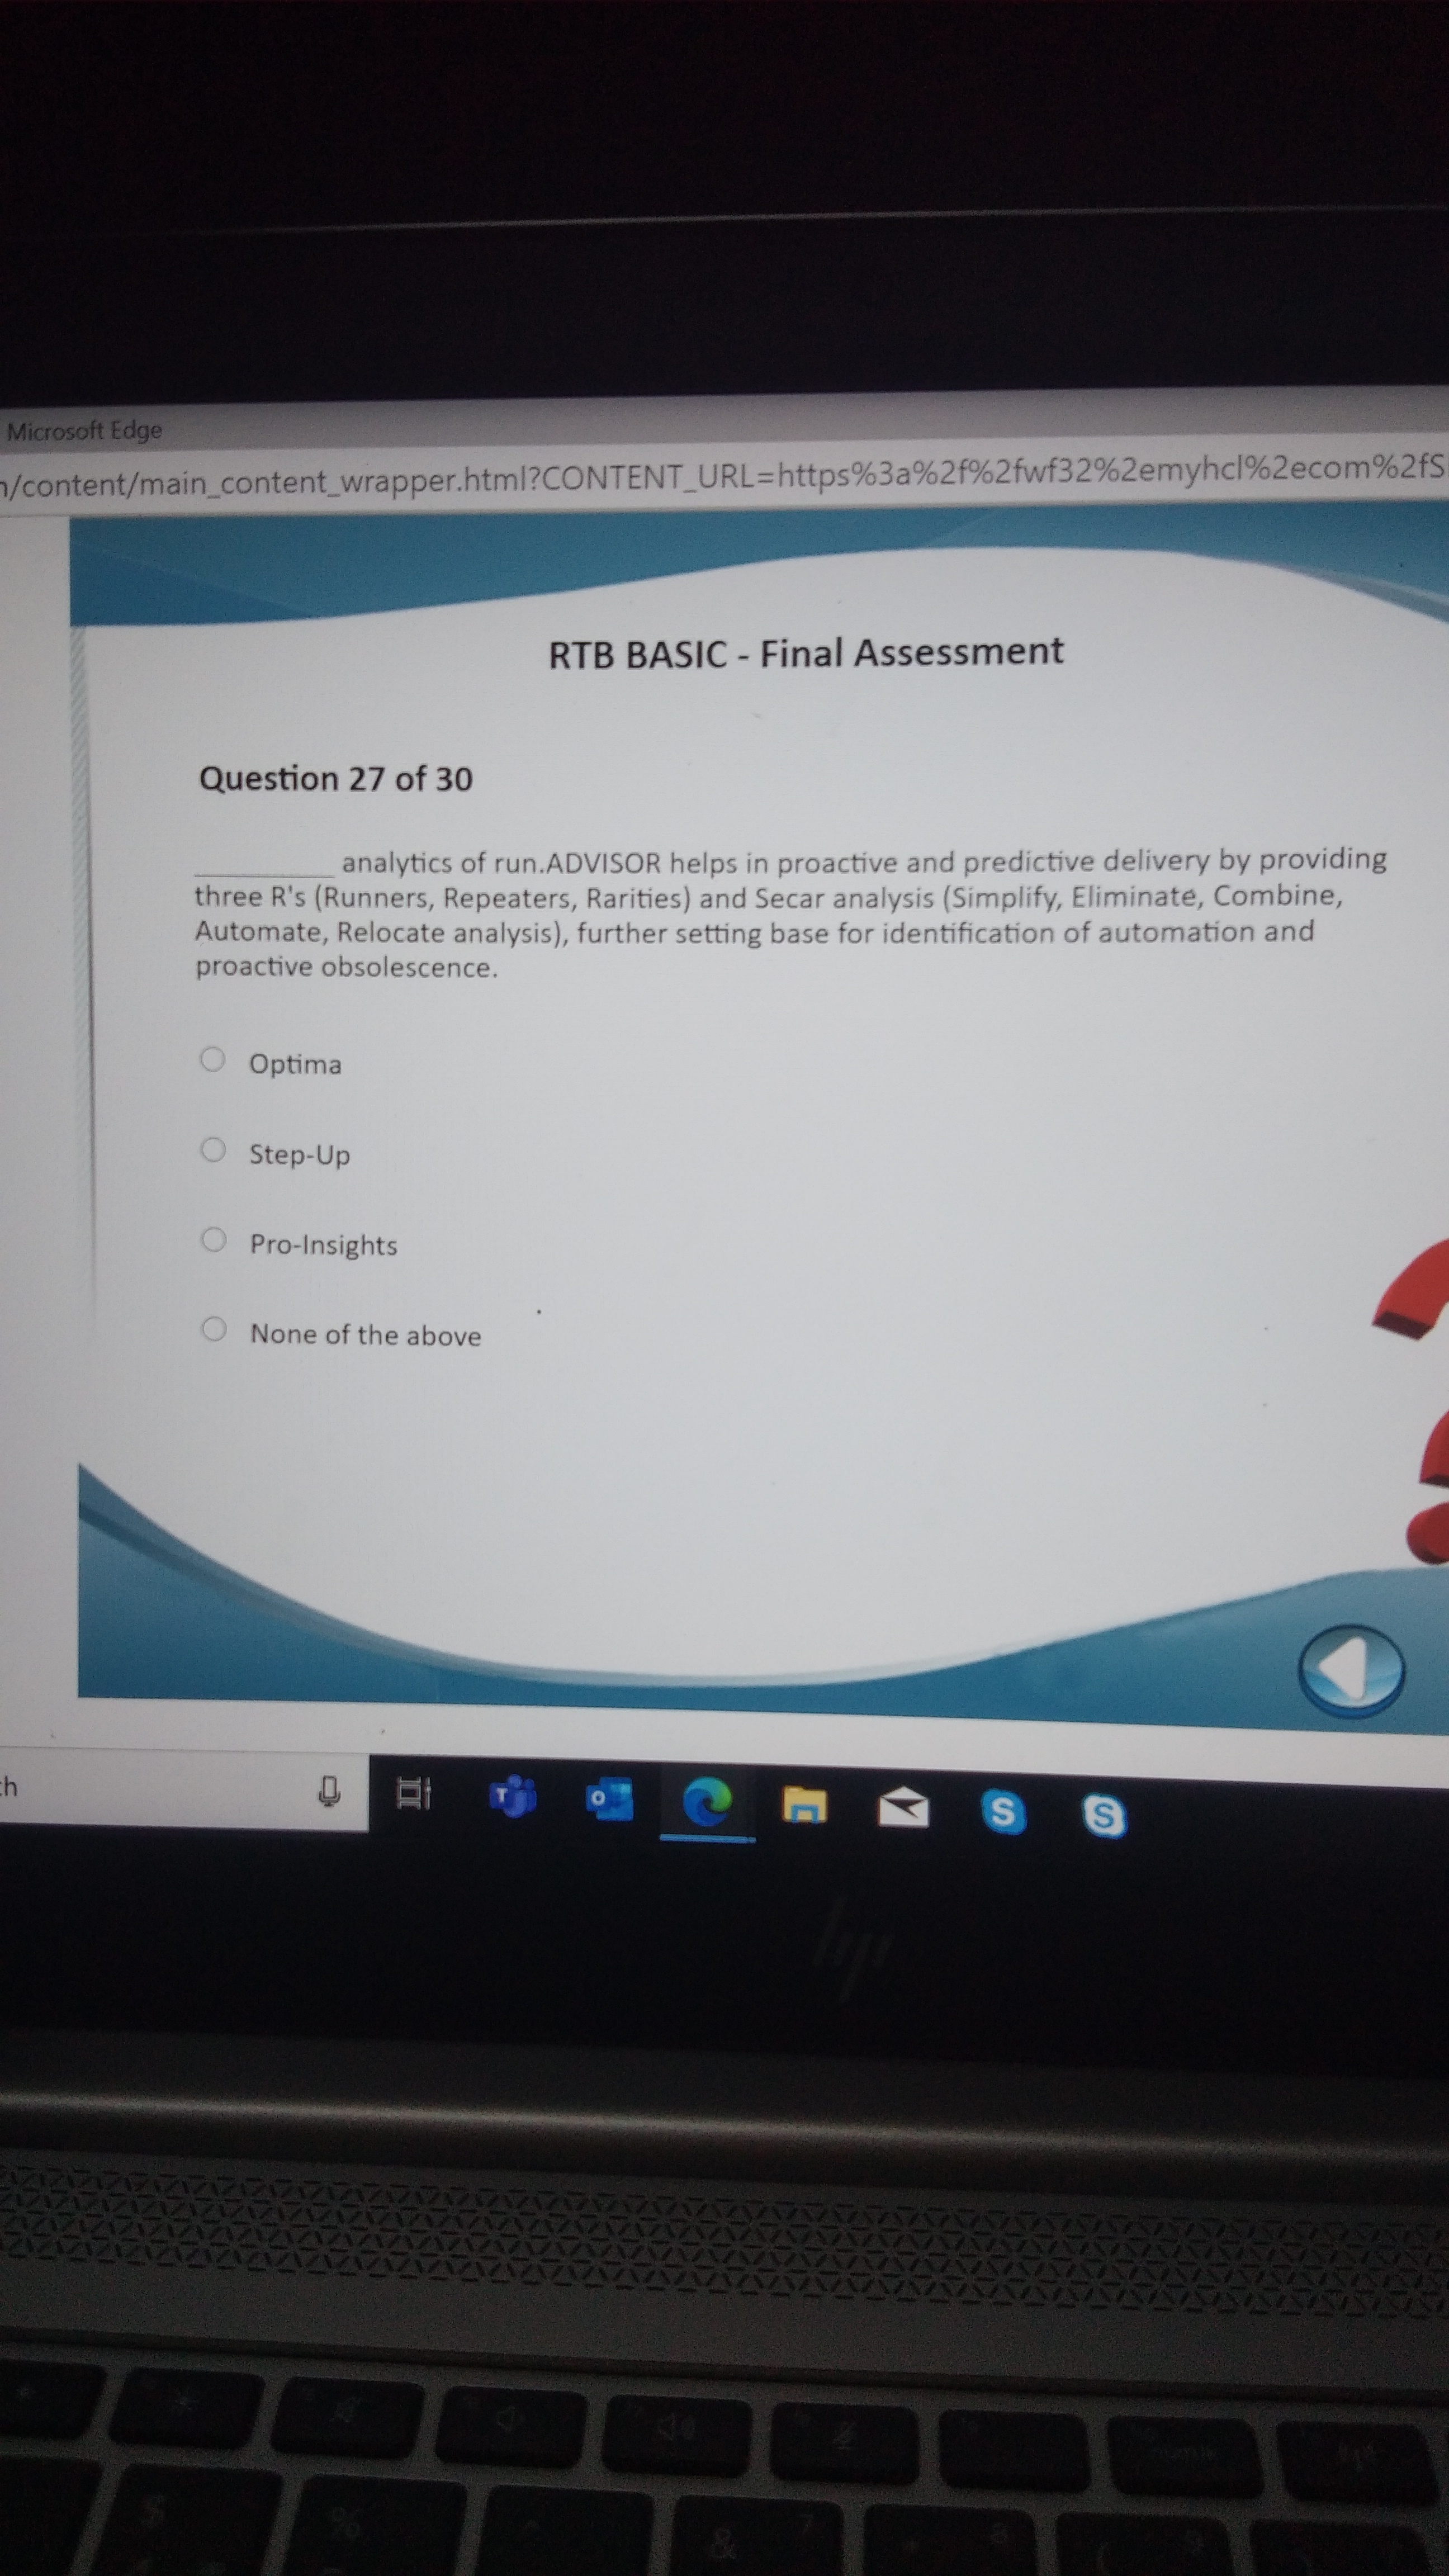 Microsoft Edge
/content/main_content_wrapper.html?CONTENT_URL=https%3a%2f%2fwf32%2emyhcl%2ecom%2fS
RTB BASIC - Final Assessment
Question 27 of 30
__________ analytics of run.ADVISOR helps in proactive and predictive delivery by providing
three R's (Runners, Repeaters, Rarities) and Secar analysis (Simplify, Eliminate, Combine,
Automate, Relocate analysis), further setting base for identification of automation and
proactive obsolescence.
Optima
Step-Up
Pro-Insights
None of the above
ch
hp
$ % ^ & 7